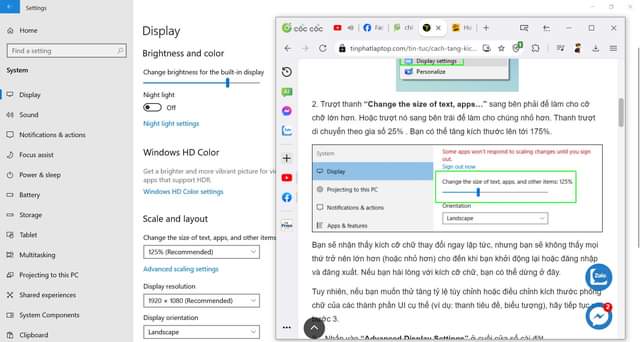 Settings
Home
Find a setting
System
Display
Sound
Notifications & actions
Focus assist
Power & sleep
Battery
Storage
Tablet
Multitasking
Projecting to this PC
Shared experiences
System Components
Clipboard
Display
Brightness and color
Change brightness for the built-in display
Night light
Off
Night light settings
Windows HD Color
Get a brighter and more vibrant picture for vi
apps that support HDR.
Windows HD Color settings
Scale and layout
Change the size of text, apps, and other items
125% (Recommended)
Advanced scaling settings
Display resolution
1920 × 1080 (Recommended)
Display orientation
Landscape
cốc cốc
Fac
chỉ
Ho
tinphatlaptop.com/tin-tuc/cach-tang-kic...
Display settings
Personalize
2. Trượt thanh “Change the size of text, apps…” sang bên phải để làm cho cỡ
chữ lớn hơn. Hoặc trượt nó sang bên trái để làm chúng nhỏ hơn. Thanh trượt
di chuyển theo gia số 25% . Bạn có thể tăng kích thước lên tới 175%.
System
Display
Projecting to this PC
Notifications & actions
Apps & features
Some apps won't respond to scaling changes until you sign
out.
Sign out now
Change the size of text, apps, and other items: 125%
Orientation
Landscape
Bạn sẽ nhận thấy kích cỡ chữ thay đổi ngay lập tức, nhưng bạn sẽ không thấy mọi
thứ trở nên lớn hơn (hoặc nhỏ hơn) cho đến khi bạn khởi động lại hoặc đăng nhập
và đăng xuất. Nếu bạn hài lòng với kích cỡ chữ, bạn có thể dừng ở đây.
Zalo
Tuy nhiên, nếu bạn muốn thử tăng tỷ lệ tùy chỉnh hoặc điều chỉnh kích thước phông
chữ của các thành phần UI cụ thể (ví dụ: thanh tiêu đề, biểu tượng), hãy tiếp tục
bước 3.
2
Nhấn vào “Advanced Display Settings” ở cuối cửa sổ cài đặt